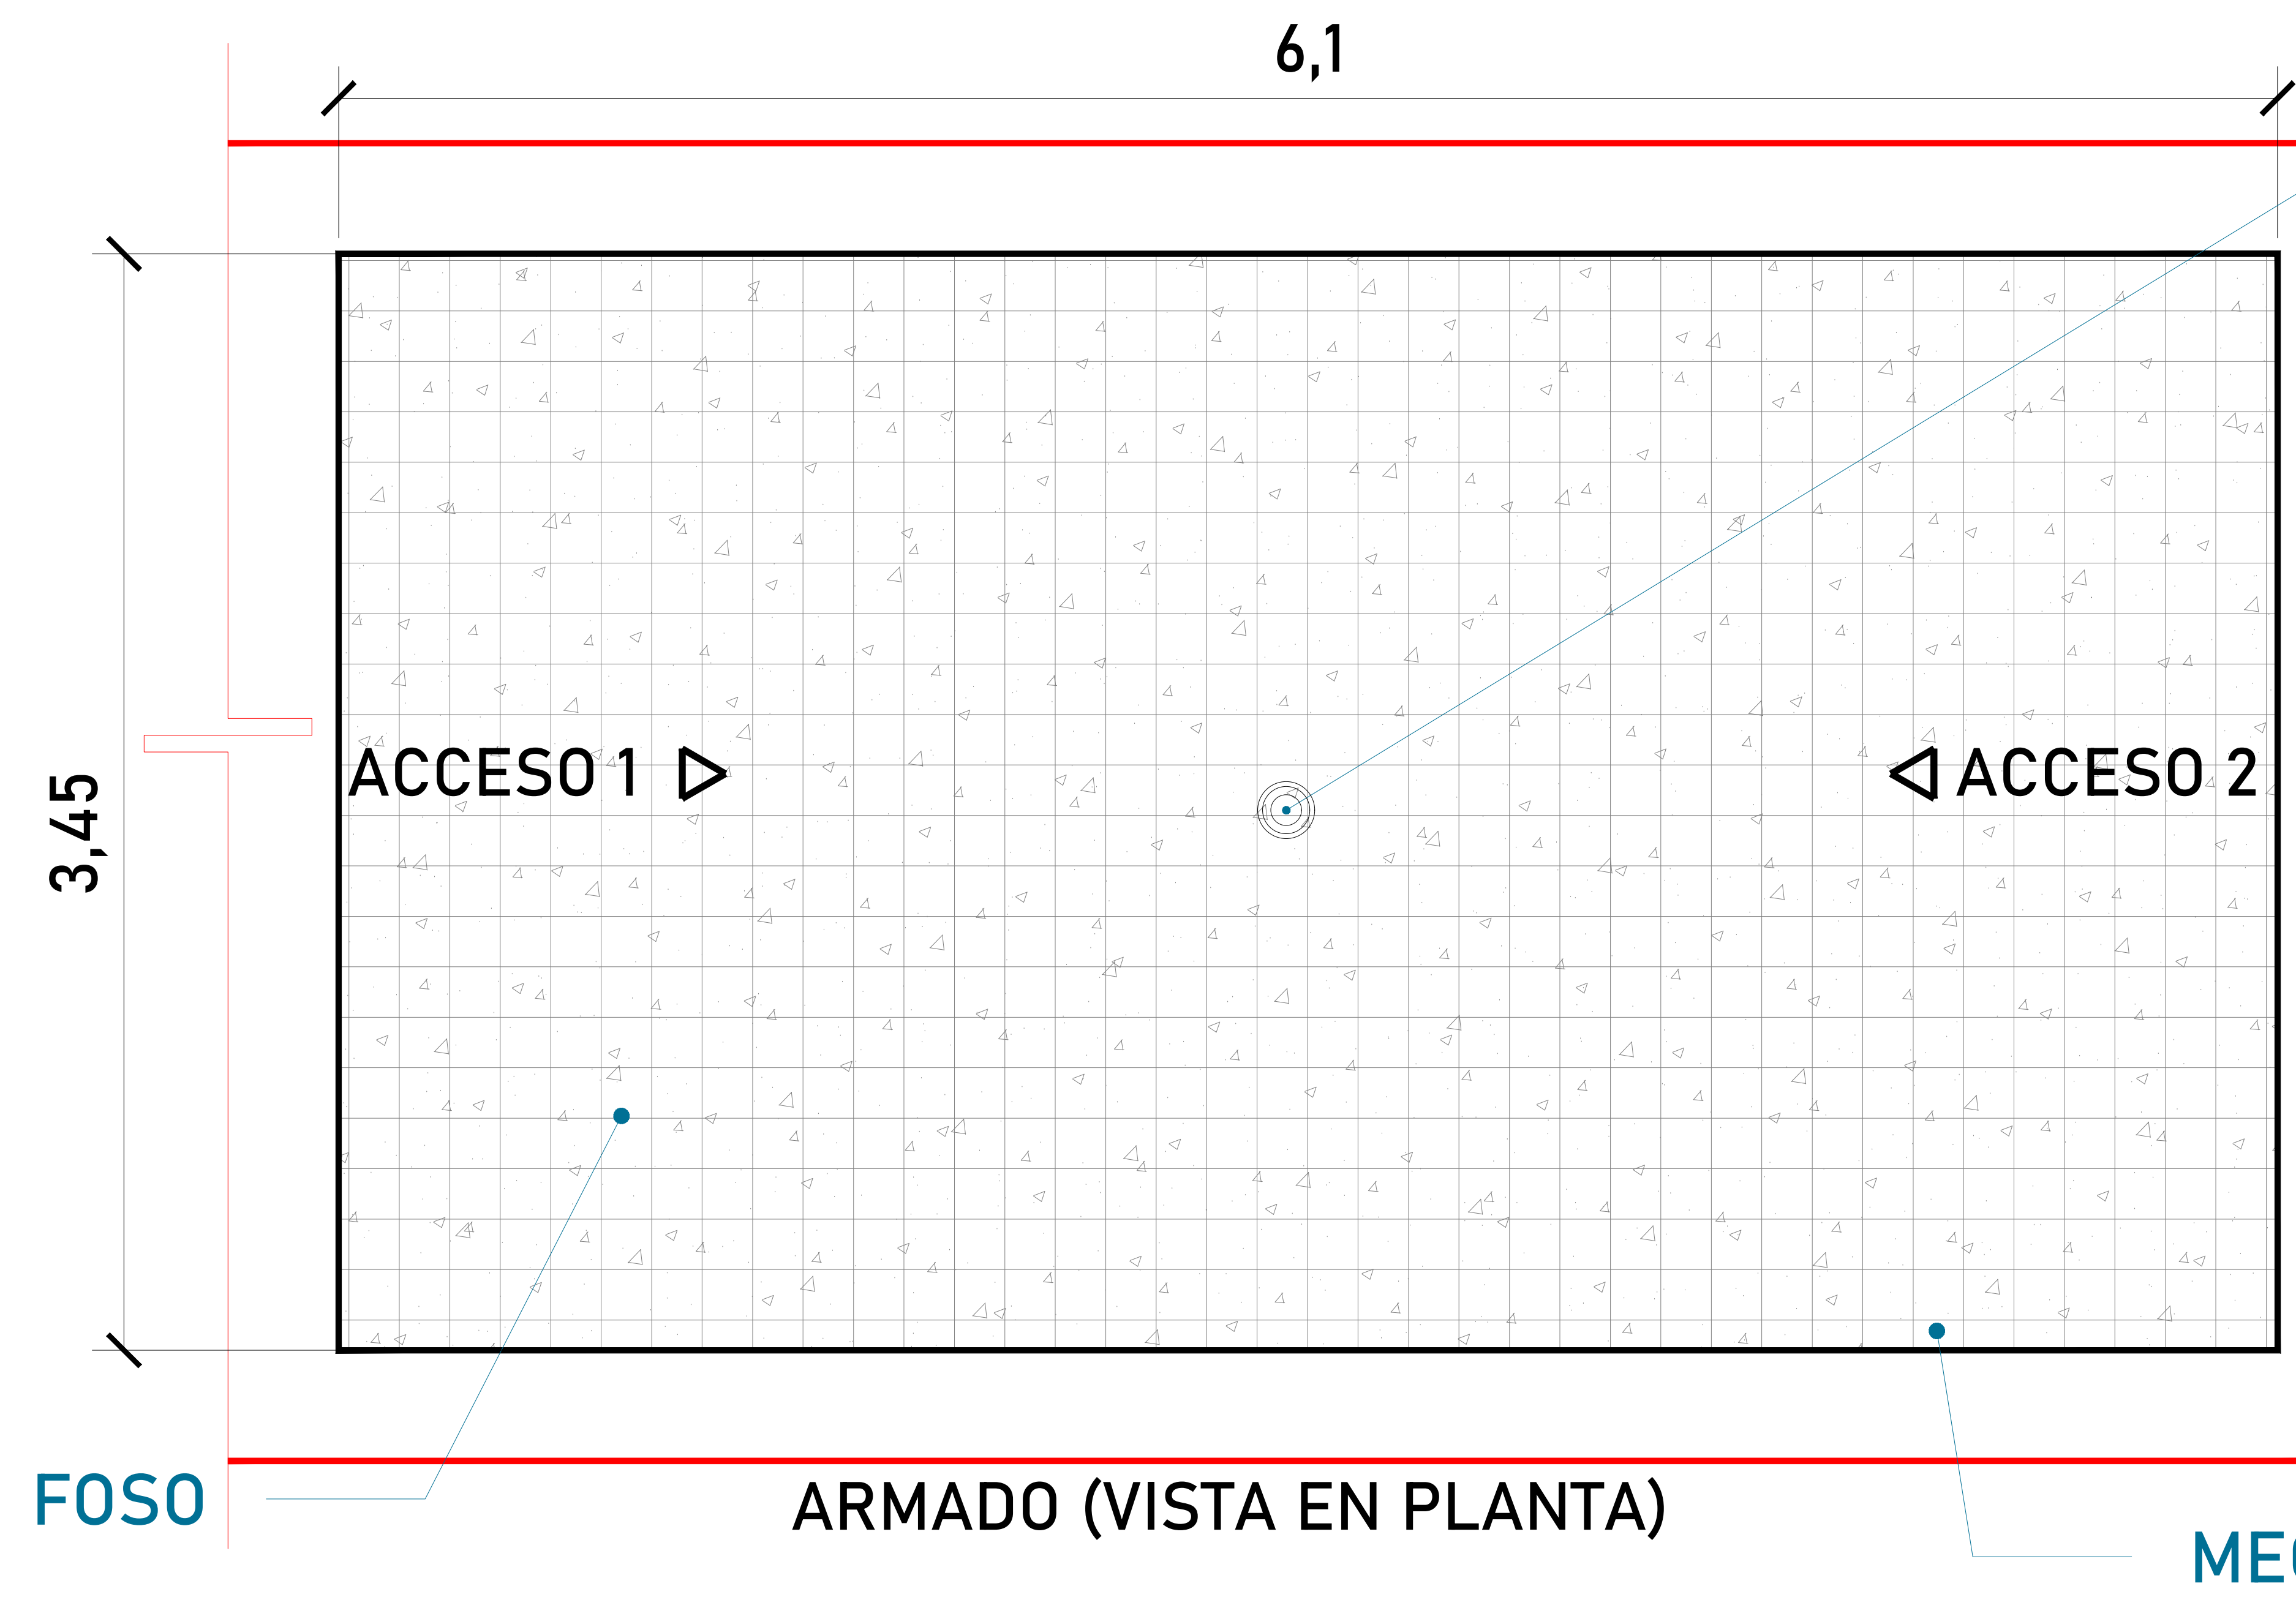 6,1
ACCESO 1
ACCESO 2
3,45
FOSO
ARMADO (VISTA EN PLANTA)